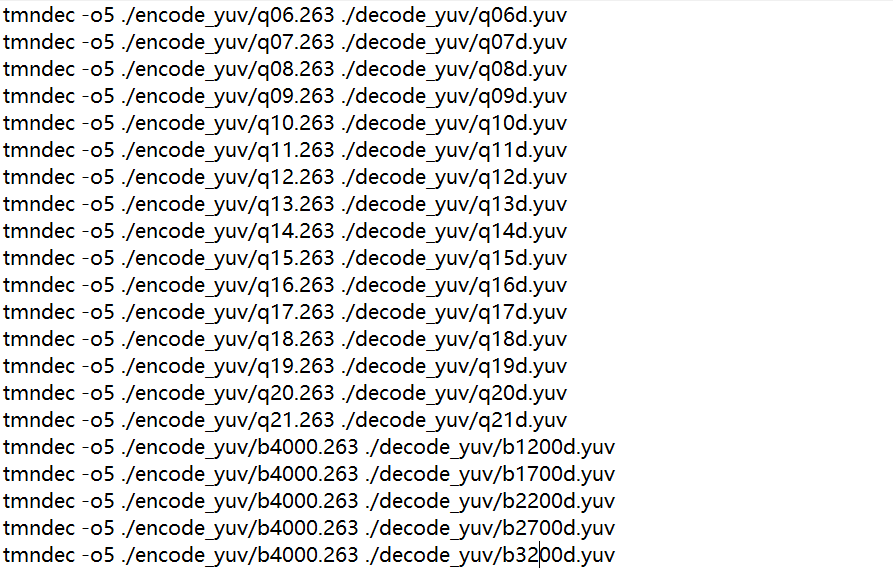 tmndec -o5 ./encode_yuv/q06.263 ./decode_yuv/q06d.yuv
tmndec -o5 ./encode_yuv/q07.263 ./decode_yuv/q07d.yuv
tmndec -o5 ./encode_yuv/q08.263 ./decode_yuv/q08d.yuv
tmndec -o5 ./encode_yuv/q09.263 ./decode_yuv/q09d.yuv
tmndec -o5 ./encode_yuv/q10.263 ./decode_yuv/q10d.yuv
tmndec -o5 ./encode_yuv/q11.263 ./decode_yuv/q11d.yuv
tmndec -o5 ./encode_yuv/q12.263 ./decode_yuv/q12d.yuv
tmndec -o5 ./encode_yuv/q13.263 ./decode_yuv/q13d.yuv
tmndec -o5 ./encode_yuv/q14.263 ./decode_yuv/q14d.yuv
tmndec -o5 ./encode_yuv/q15.263 ./decode_yuv/q15d.yuv
tmndec -o5 ./encode_yuv/q16.263 ./decode_yuv/q16d.yuv
tmndec -o5 ./encode_yuv/q17.263 ./decode_yuv/q17d.yuv
tmndec -o5 ./encode_yuv/q18.263 ./decode_yuv/q18d.yuv
tmndec -o5 ./encode_yuv/q19.263 ./decode_yuv/q19d.yuv
tmndec -o5 ./encode_yuv/q20.263 ./decode_yuv/q20d.yuv
tmndec -o5 ./encode_yuv/q21.263 ./decode_yuv/q21d.yuv
tmndec -o5 ./encode_yuv/b4000.263 ./decode_yuv/b1200d.yuv
tmndec -o5 ./encode_yuv/b4000.263 ./decode_yuv/b1700d.yuv
tmndec -o5 ./encode_yuv/b4000.263 ./decode_yuv/b2200d.yuv
tmndec -o5 ./encode_yuv/b4000.263 ./decode_yuv/b2700d.yuv
tmndec -o5 ./encode_yuv/b4000.263 ./decode_yuv/b3200d.yuv